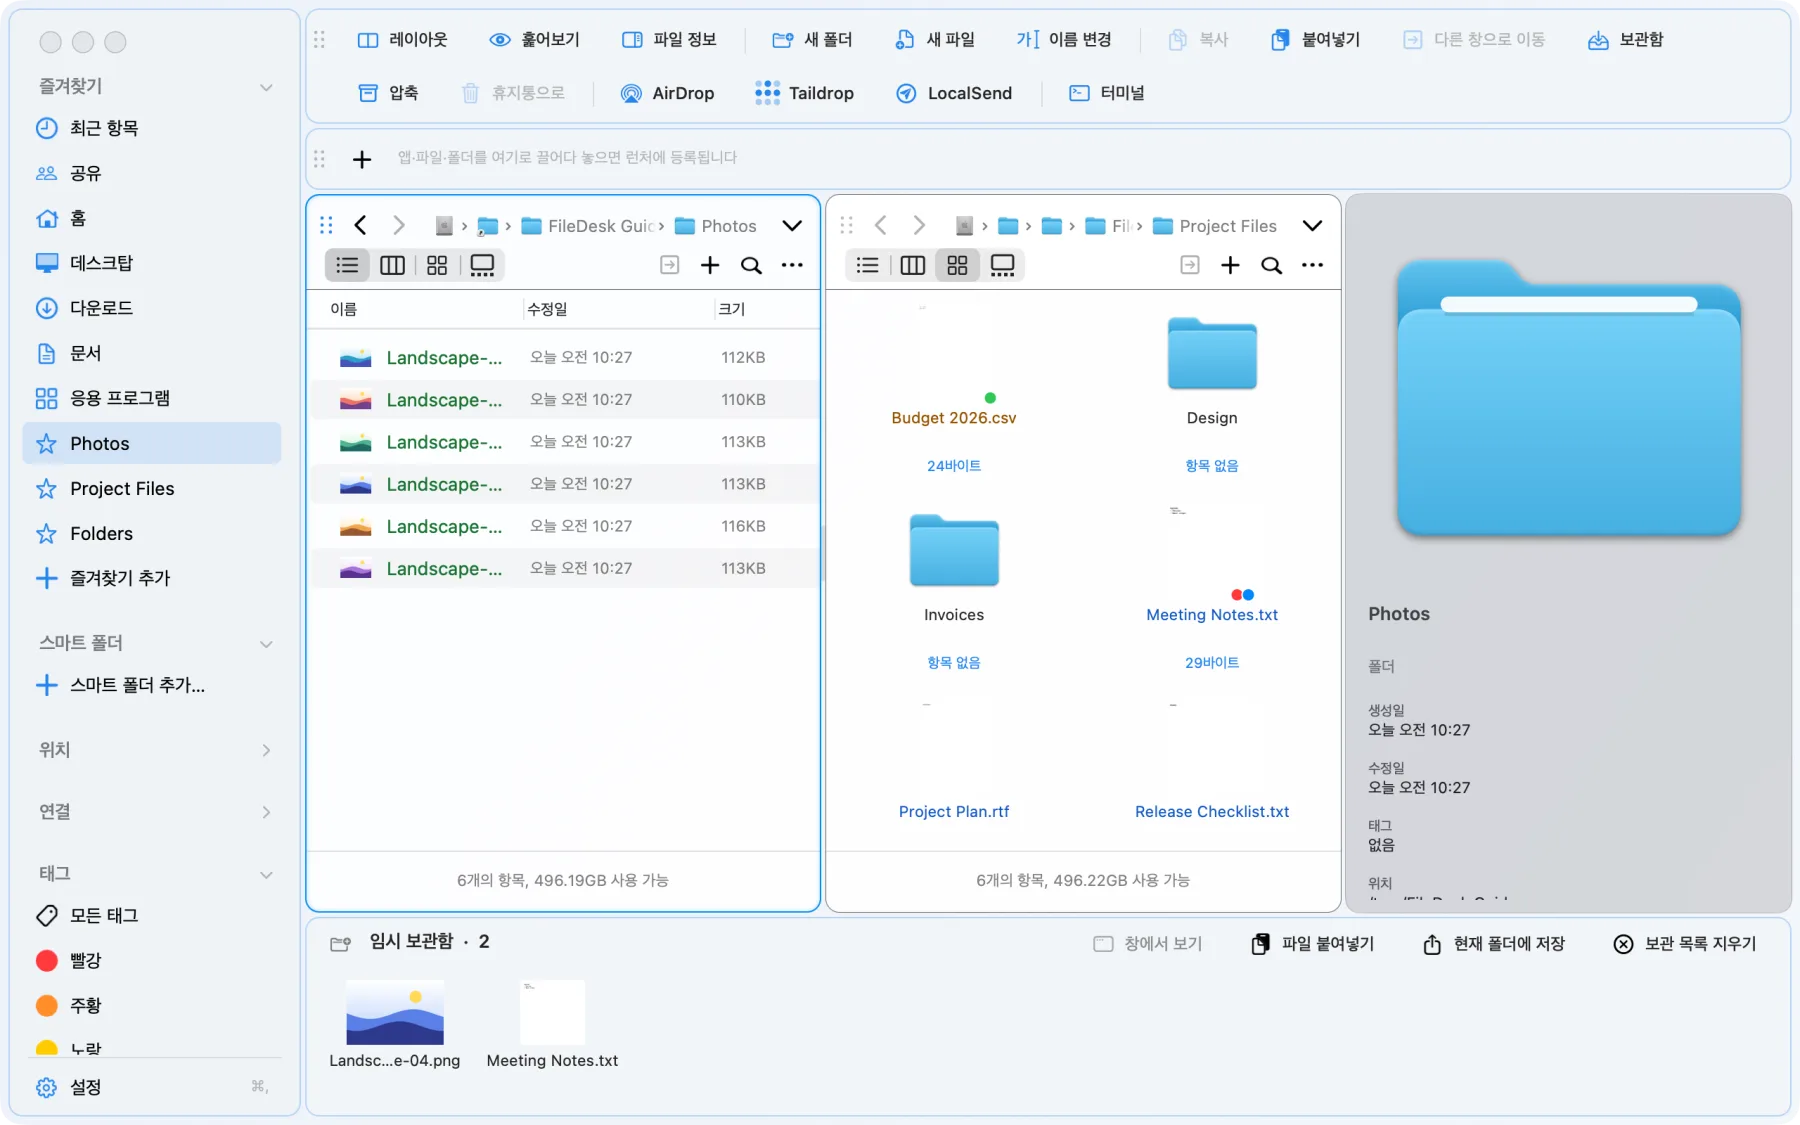 즐겨찾기
최근 항목
공유
홈
데스크탑
다운로드
문서
응용 프로그램
Photos
Project Files
Folders
즐겨찾기 추가
스마트 폴더
스마트 폴더 추가...
위치
연결
태그
모든 태그
빨강
주황
노랑
설정 ⌘,
레이아웃 훑어보기 파일 정보 새 폴더 새 파일 가 이름 변경 복사 붙여넣기 다른 창으로 이동 보관함
압축 휴지통으로 AirDrop Taildrop LocalSend 터미널
앱·파일·폴더를 여기로 끌어다 놓으면 런처에 등록됩니다
FileDesk Guic Photos
이름 수정일 크기
Landscape-... 오늘 오전 10:27 112KB
Landscape-... 오늘 오전 10:27 110KB
Landscape-... 오늘 오전 10:27 113KB
Landscape-... 오늘 오전 10:27 113KB
Landscape-... 오늘 오전 10:27 116KB
Landscape-... 오늘 오전 10:27 113KB
6개의 항목, 496.19GB 사용 가능
Fil Project Files
Budget 2026.csv Design
24바이트 항목 없음
Invoices Meeting Notes.txt
항목 없음 29바이트
Project Plan.rtf Release Checklist.txt
6개의 항목, 496.22GB 사용 가능
Photos
폴더
생성일
오늘 오전 10:27
수정일
오늘 오전 10:27
태그
없음
위치
임시 보관함 · 2 창에서 보기 파일 붙여넣기 현재 폴더에 저장 보관 목록 지우기
Landsc...e-04.png Meeting Notes.txt